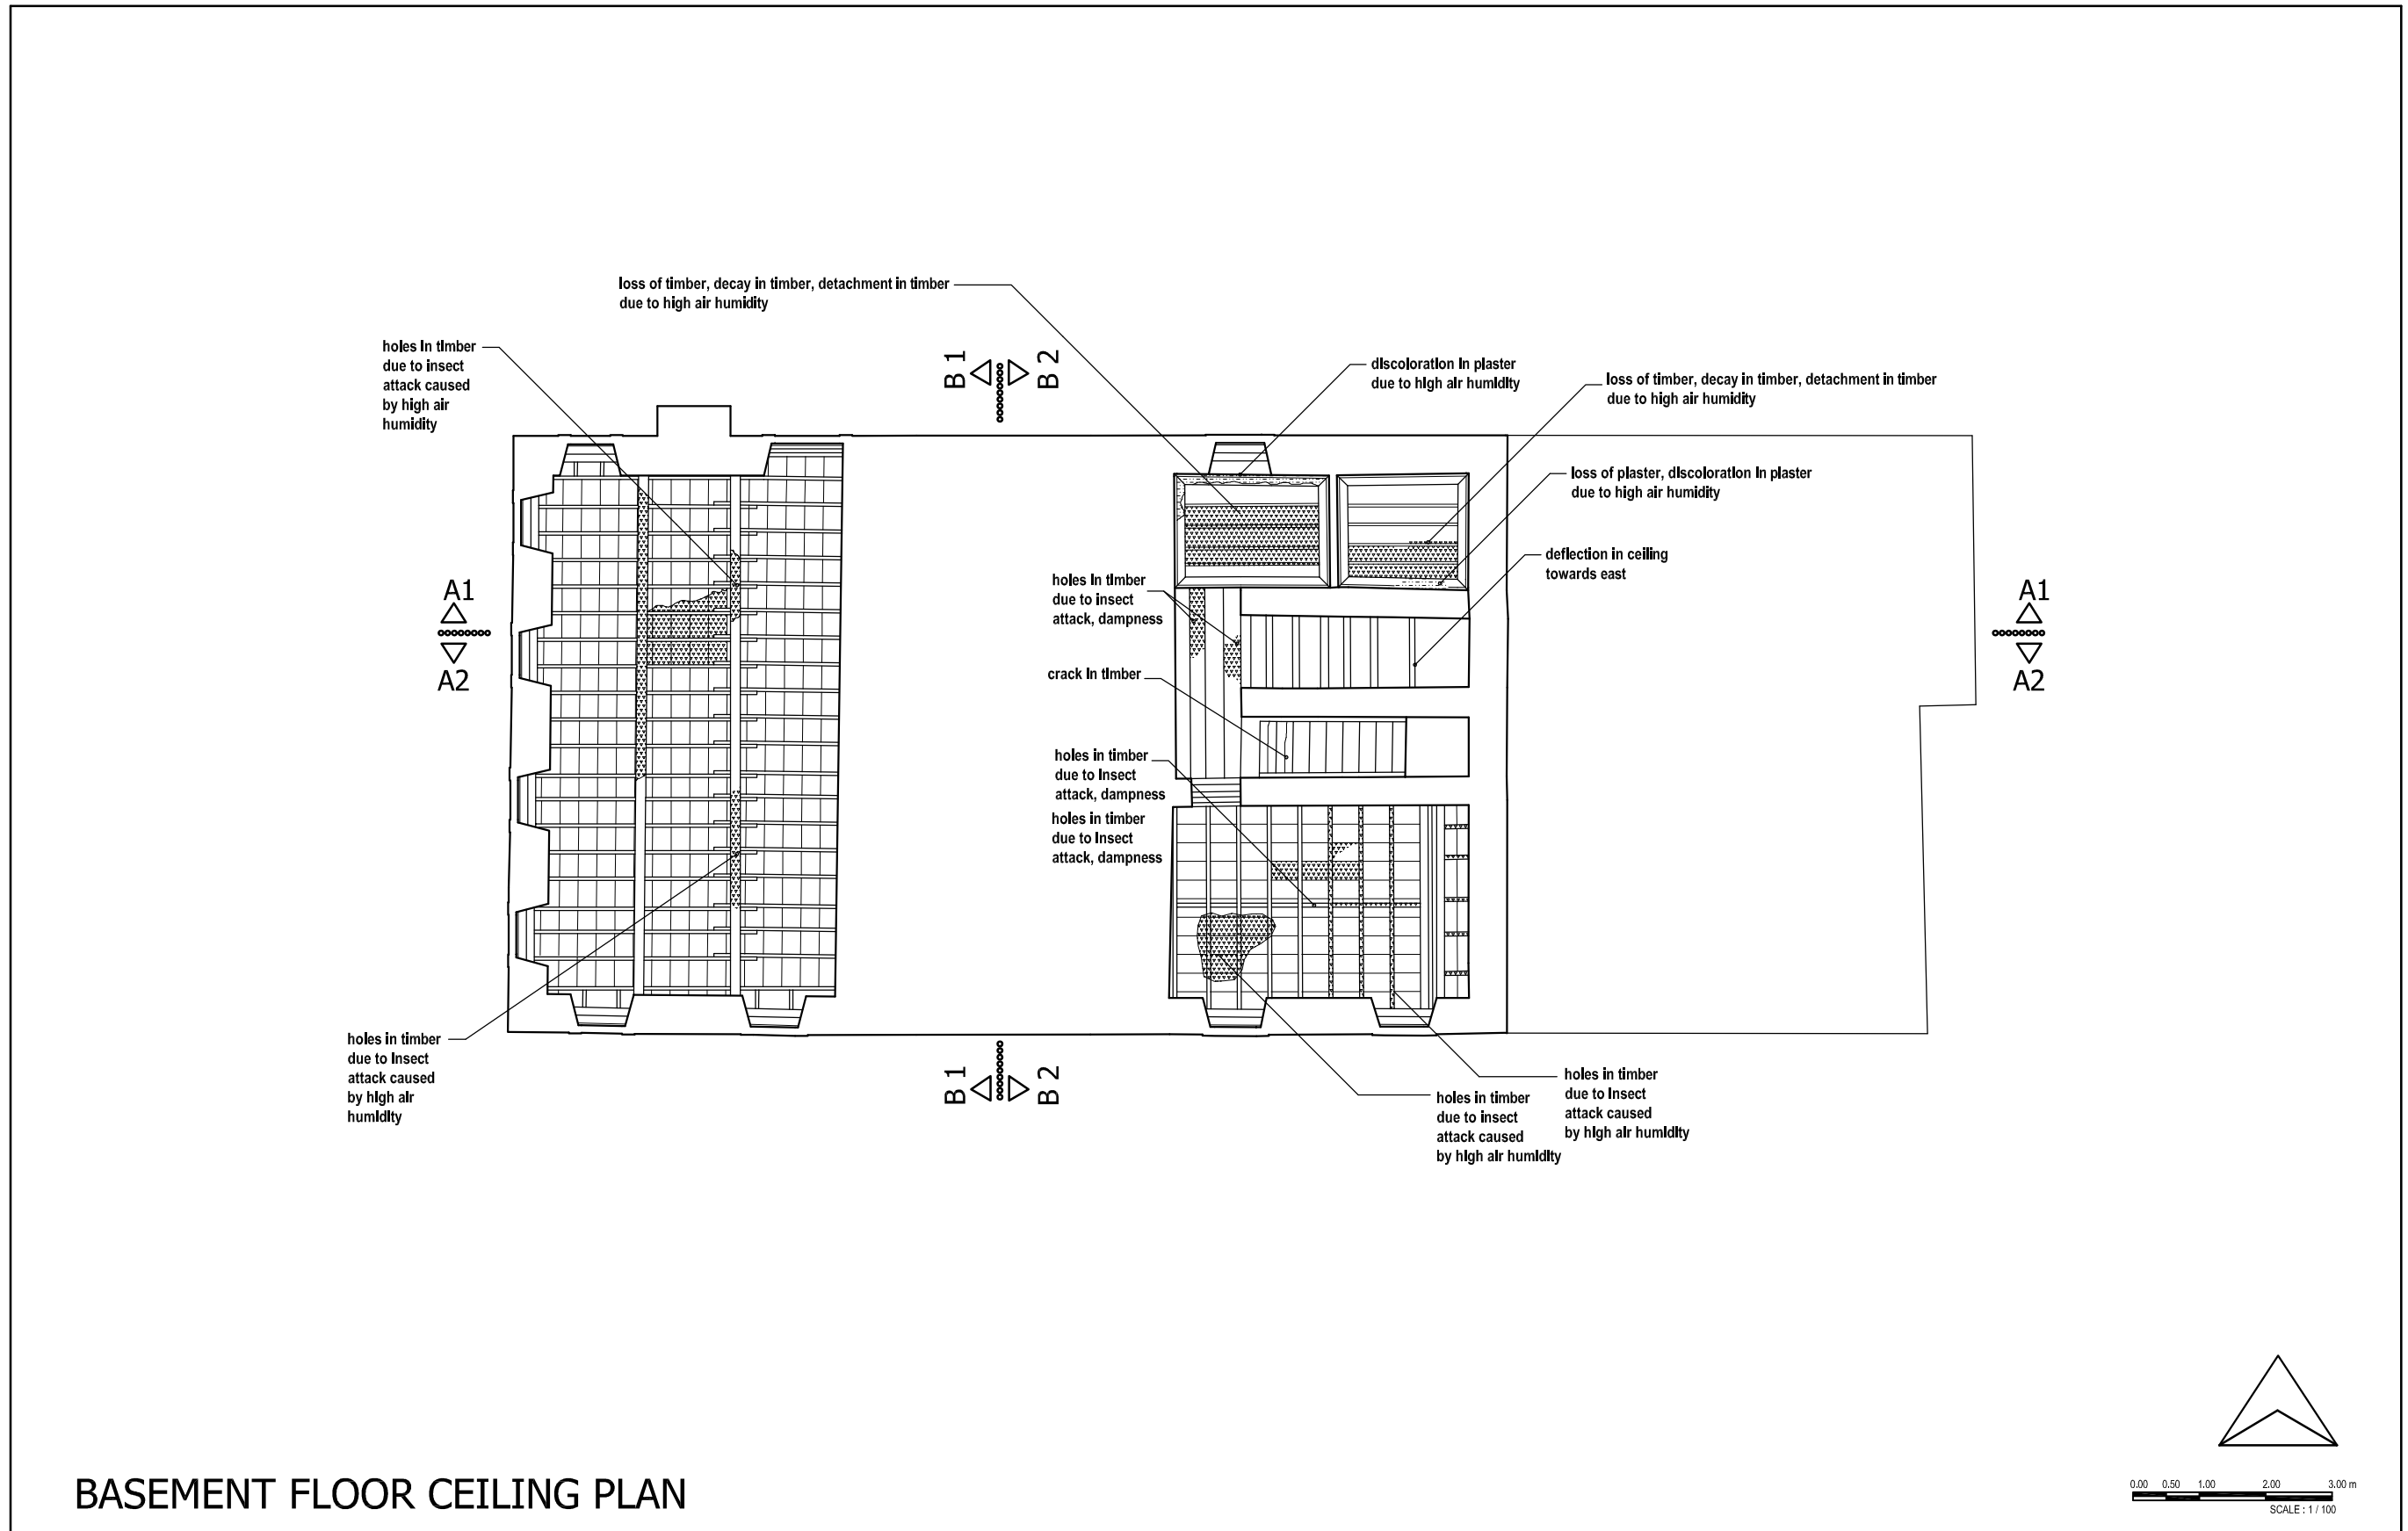 loss of timber, decay in timber, detachment in timber
due to high air humidity
holes in timber
due to insect
attack caused
by high air
humidity
B 1
B 2
discoloration in plaster
due to high air humidity
loss of timber, decay in timber, detachment in timber
due to high air humidity
loss of plaster, discoloration in plaster
due to high air humidity
deflection in ceiling
towards east
holes in timber
due to insect
attack, dampness
A1
A2
A1
A2
crack in timber
holes in timber
due to insect
attack, dampness
holes in timber
due to insect
attack, dampness
holes in timber
due to insect
attack caused
by high air
humidity
B 1
B 2
holes in timber
due to insect
attack caused
by high air humidity
holes in timber
due to insect
attack caused
by high air humidity
BASEMENT FLOOR CEILING PLAN
0.00 0.50 1.00 2.00 3.00 m
SCALE : 1 / 100